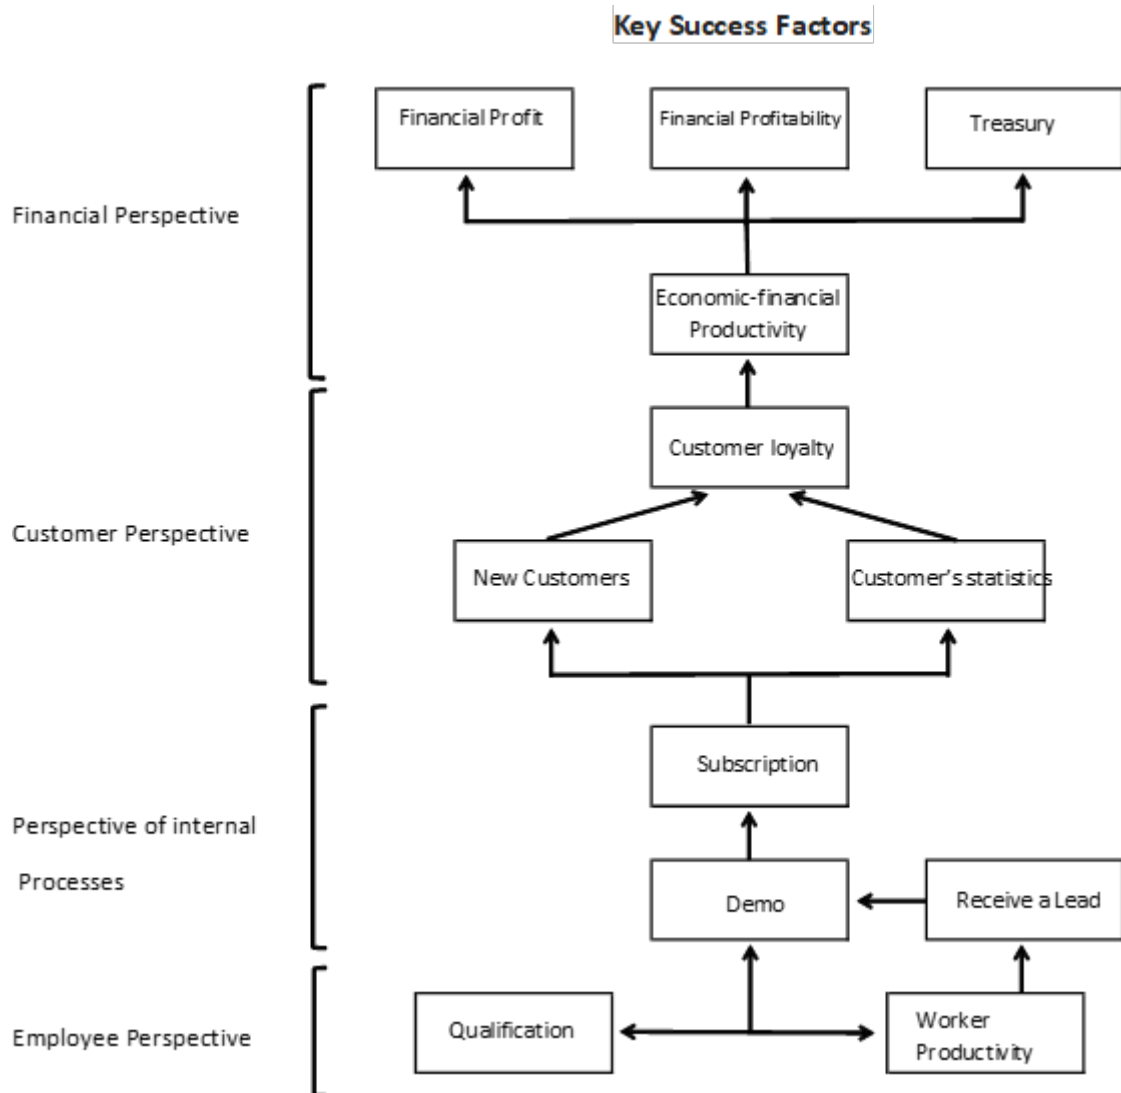 Key Success Factors
Financial Profit
Financial Profitability
Treasury
Financial Perspective
Economic-financial
Productivity
Customer loyalty
Customer Perspective
New Customers
Customer's statistics
Subscription
Perspective of internal
Processes
Demo
Receive a Lead
Employee Perspective
Qualification
Worker
Productivity